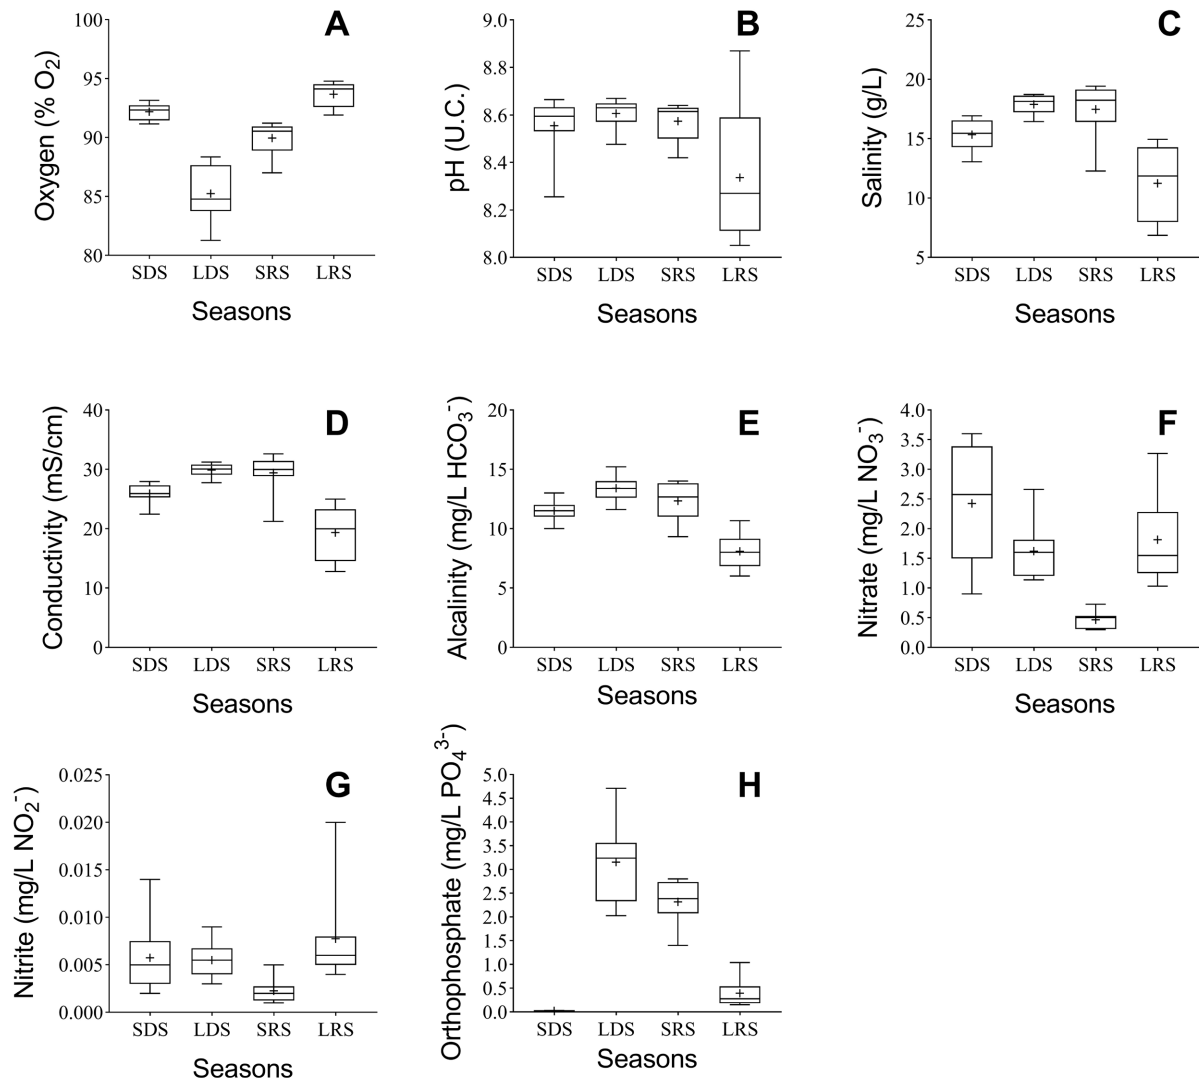 A
Oxygen (% O2)
100
95
90
85
80
SDS LDS SRS LRS
Seasons
B
pH (U.C.)
9.0
8.8
8.6
8.4
8.2
8.0
SDS LDS SRS LRS
Seasons
C
Salinity (g/L)
25
20
15
10
5
SDS LDS SRS LRS
Seasons
D
Conductivity (mS/cm)
40
30
20
10
0
SDS LDS SRS LRS
Seasons
E
Alcalinity (mg/L HCO3-)
20
15
10
5
0
SDS LDS SRS LRS
Seasons
F
Nitrate (mg/L NO3-)
4.0
3.5
3.0
2.5
2.0
1.5
1.0
0.5
0.0
SDS LDS SRS LRS
Seasons
G
Nitrite (mg/L NO2-)
0.025
0.020
0.015
0.010
0.005
0.000
SDS LDS SRS LRS
Seasons
H
Orthophosphate (mg/L PO43-)
5.0
4.5
4.0
3.5
3.0
2.5
2.0
1.5
1.0
0.5
0.0
SDS LDS SRS LRS
Seasons